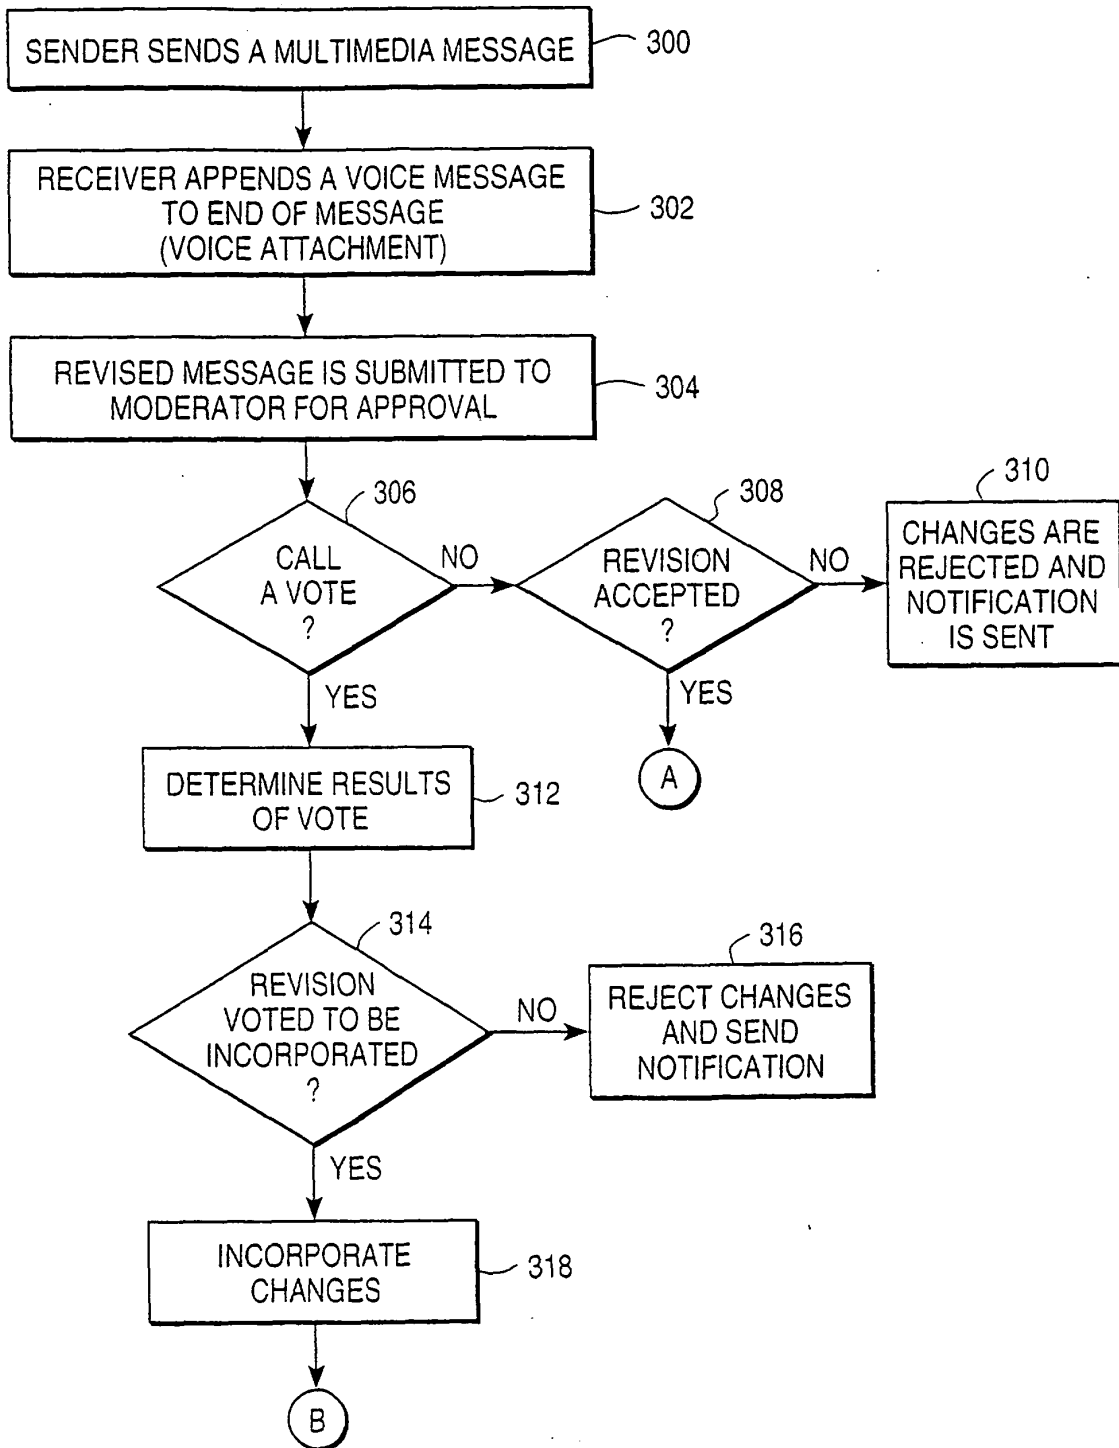 SENDER SENDS A MULTIMEDIA MESSAGE
300
RECEIVER APPENDS A VOICE MESSAGE
TO END OF MESSAGE
(VOICE ATTACHMENT)
302
REVISED MESSAGE IS SUBMITTED TO
MODERATOR FOR APPROVAL
304
306
CALL
A VOTE
?
NO
YES
308
REVISION
ACCEPTED
?
NO
YES
310
CHANGES ARE
REJECTED AND
NOTIFICATION
IS SENT
A
DETERMINE RESULTS
OF VOTE
312
314
REVISION
VOTED TO BE
INCORPORATED
?
NO
YES
316
REJECT CHANGES
AND SEND
NOTIFICATION
INCORPORATE
CHANGES
318
B